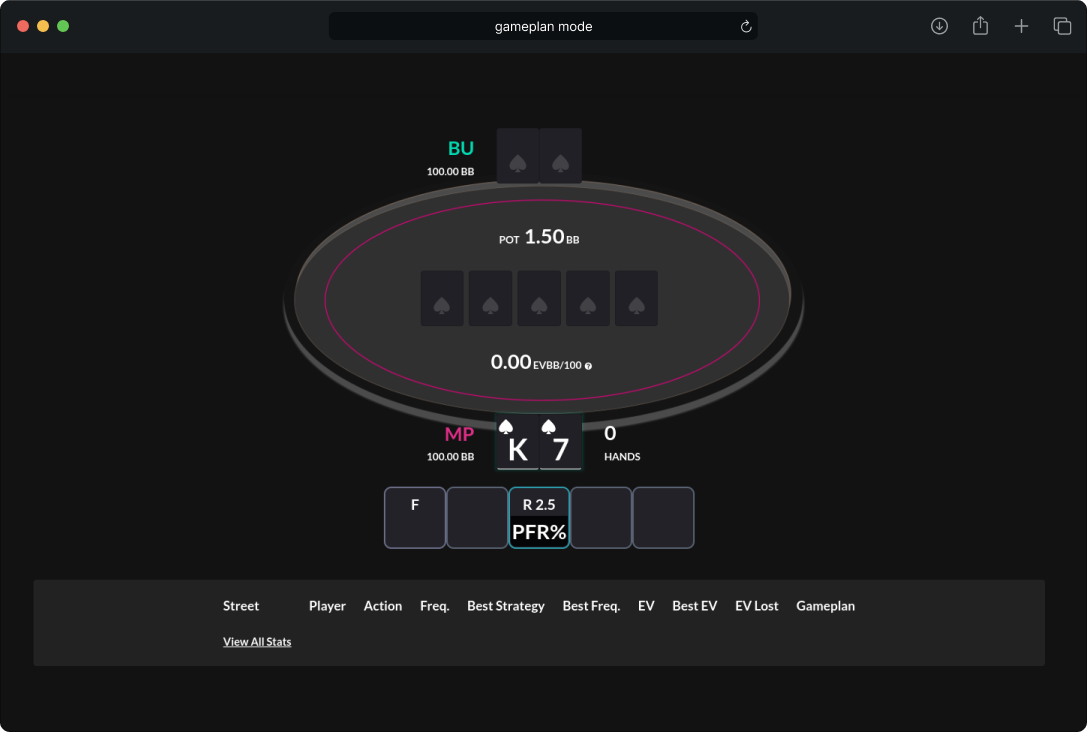 gameplan mode
BU
100.00 BB
POT 1.50 BB
0.00 EVBB/100 ?
MP
100.00 BB
K 7
0
HANDS
F
R 2.5
PFR%
Street Player Action Freq. Best Strategy Best Freq. EV Best EV EV Lost Gameplan
View All Stats